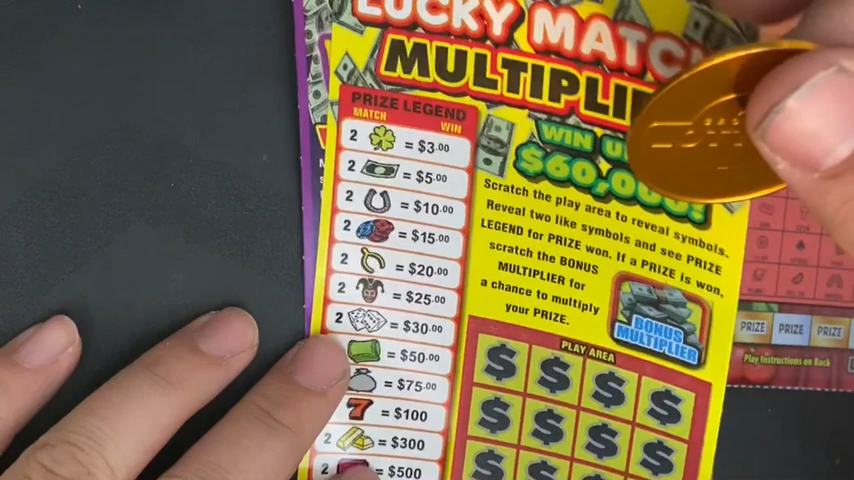 LUCKY MATCH
MULTIPLI
WIN U
$60,000!
PRIZE LEGEND
MATCH WIN
2 = $3.00
2 = $5.00
2 = $10.00
2 = $15.00
2 = $20.00
2 = $25.00
2 = $30.00
= $50.00
= $75.00
7 = $100
2 = $300
2 = $500
Scratch the play area to reveal symbols.
Reveal two like symbols and see PRIZE
LEGEND for PRIZE won. If a PRIZE is won,
scratch the BONUS
MULTIPLIER for
a chance to multiply
your PRIZE.
BONUS
MULTIPLIER
PLAY AREA
$ $ $ $
$ $ $ $
$ $ $ $
PRIZE PRIZE PRIZE
Play Instructions on Back